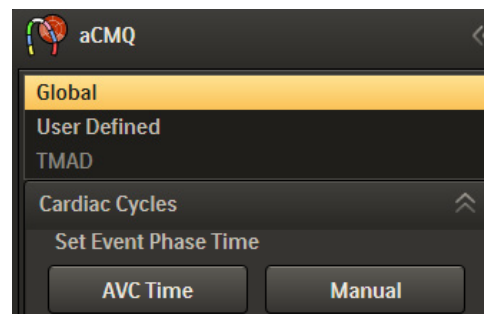 aCMQ
Global
User Defined
TMAD
Cardiac Cycles
Set Event Phase Time
AVC Time Manual